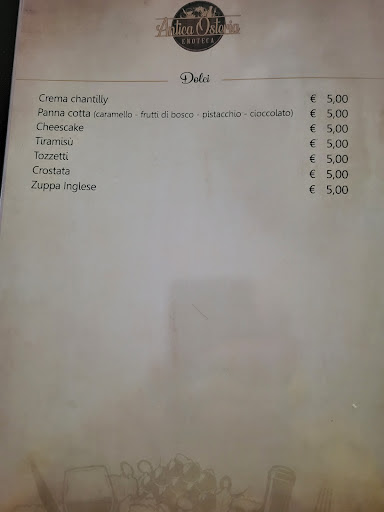 Antica Osteria
ENOTECA
Dolci
Crema chantilly € 5,00
Panna cotta (caramello - frutti di bosco - pistacchio - cioccolato) € 5,00
Cheescake € 5,00
Tiramisù € 5,00
Tozzetti € 5,00
Crostata € 5,00
Zuppa Inglese € 5,00